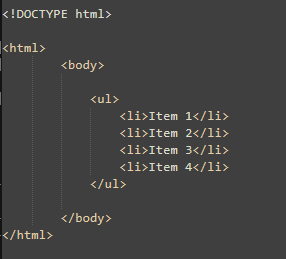 <!DOCTYPE html>
<html>
<body>
<ul>
<li>Item 1</li>
<li>Item 2</li>
<li>Item 3</li>
<li>Item 4</li>
</ul>
</body>
</html>